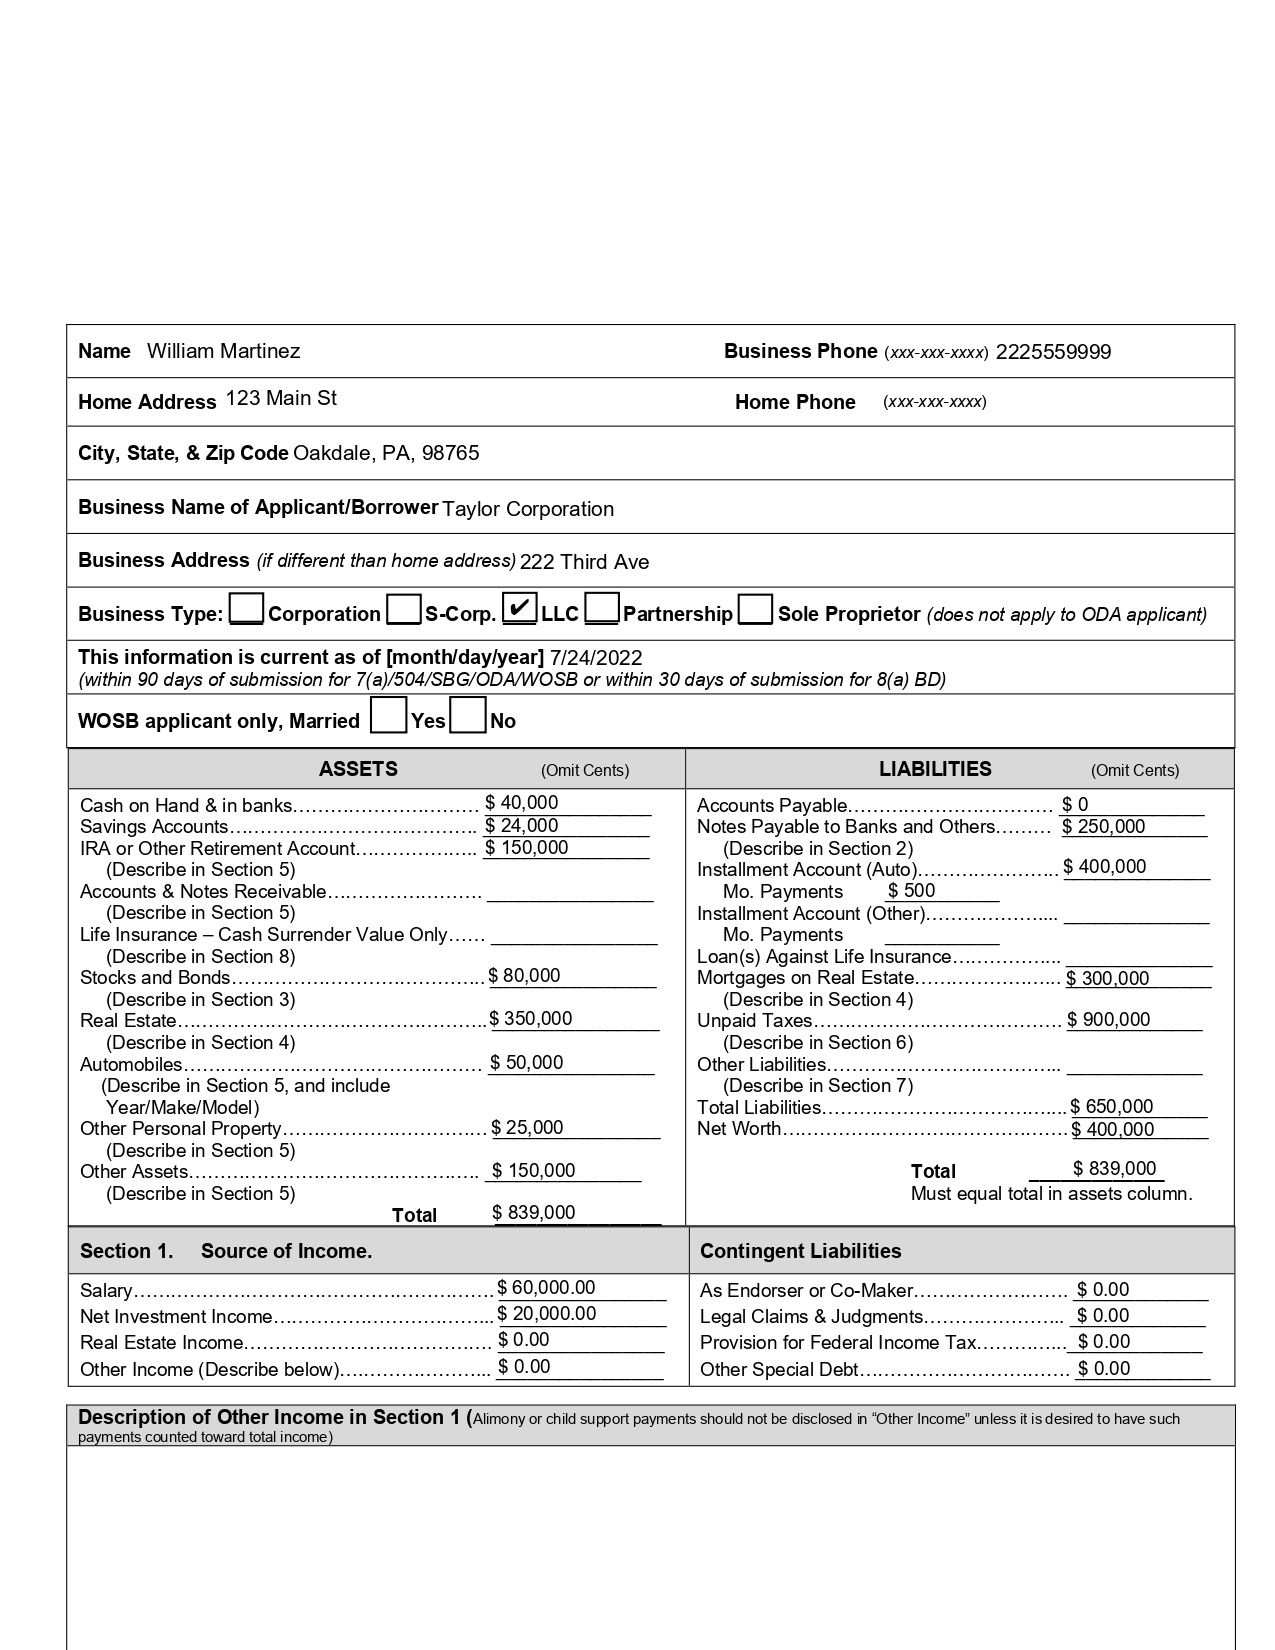 Name William Martinez Business Phone (xxx-xxx-xxxx) 2225559999
Home Address 123 Main St Home Phone (xxx-xxx-xxxx)
City, State, & Zip Code Oakdale, PA, 98765
Business Name of Applicant/Borrower Taylor Corporation
Business Address (if different than home address) 222 Third Ave
Business Type: Corporation S-Corp. ✔ LLC Partnership Sole Proprietor (does not apply to ODA applicant)
This information is current as of [month/day/year] 7/24/2022
(within 90 days of submission for 7(a)/504/SBG/ODA/WOSB or within 30 days of submission for 8(a) BD)
WOSB applicant only, Married Yes No
ASSETS (Omit Cents)
Cash on Hand & in banks………………………… $ 40,000
Savings Accounts……………………………….. $ 24,000
IRA or Other Retirement Account……………….. $ 150,000
(Describe in Section 5)
Accounts & Notes Receivable……………………
(Describe in Section 5)
Life Insurance – Cash Surrender Value Only……
(Describe in Section 8)
Stocks and Bonds………………………………….. $ 80,000
(Describe in Section 3)
Real Estate………………………………………….. $ 350,000
(Describe in Section 4)
Automobiles………………………………………… $ 50,000
(Describe in Section 5, and include
Year/Make/Model)
Other Personal Property…………………………… $ 25,000
(Describe in Section 5)
Other Assets……………………………………….. $ 150,000
(Describe in Section 5)
Total $ 839,000
LIABILITIES (Omit Cents)
Accounts Payable…………………………… $ 0
Notes Payable to Banks and Others……… $ 250,000
(Describe in Section 2)
Installment Account (Auto)………………….. $ 400,000
Mo. Payments $ 500
Installment Account (Other)………………....
Mo. Payments
Loan(s) Against Life Insurance……………...
Mortgages on Real Estate………………….. $ 300,000
(Describe in Section 4)
Unpaid Taxes………………………………… $ 900,000
(Describe in Section 6)
Other Liabilities………………………………..
(Describe in Section 7)
Total Liabilities………………………………... $ 650,000
Net Worth……………………………………… $ 400,000
Total $ 839,000
Must equal total in assets column.
Section 1. Source of Income.
Salary………………………………………………… $ 60,000.00
Net Investment Income……………………………... $ 20,000.00
Real Estate Income…………………………………. $ 0.00
Other Income (Describe below)…………………... $ 0.00
Contingent Liabilities
As Endorser or Co-Maker……………………. $ 0.00
Legal Claims & Judgments………………….. $ 0.00
Provision for Federal Income Tax………….. $ 0.00
Other Special Debt……………………………. $ 0.00
Description of Other Income in Section 1 (Alimony or child support payments should not be disclosed in “Other Income” unless it is desired to have such
payments counted toward total income)